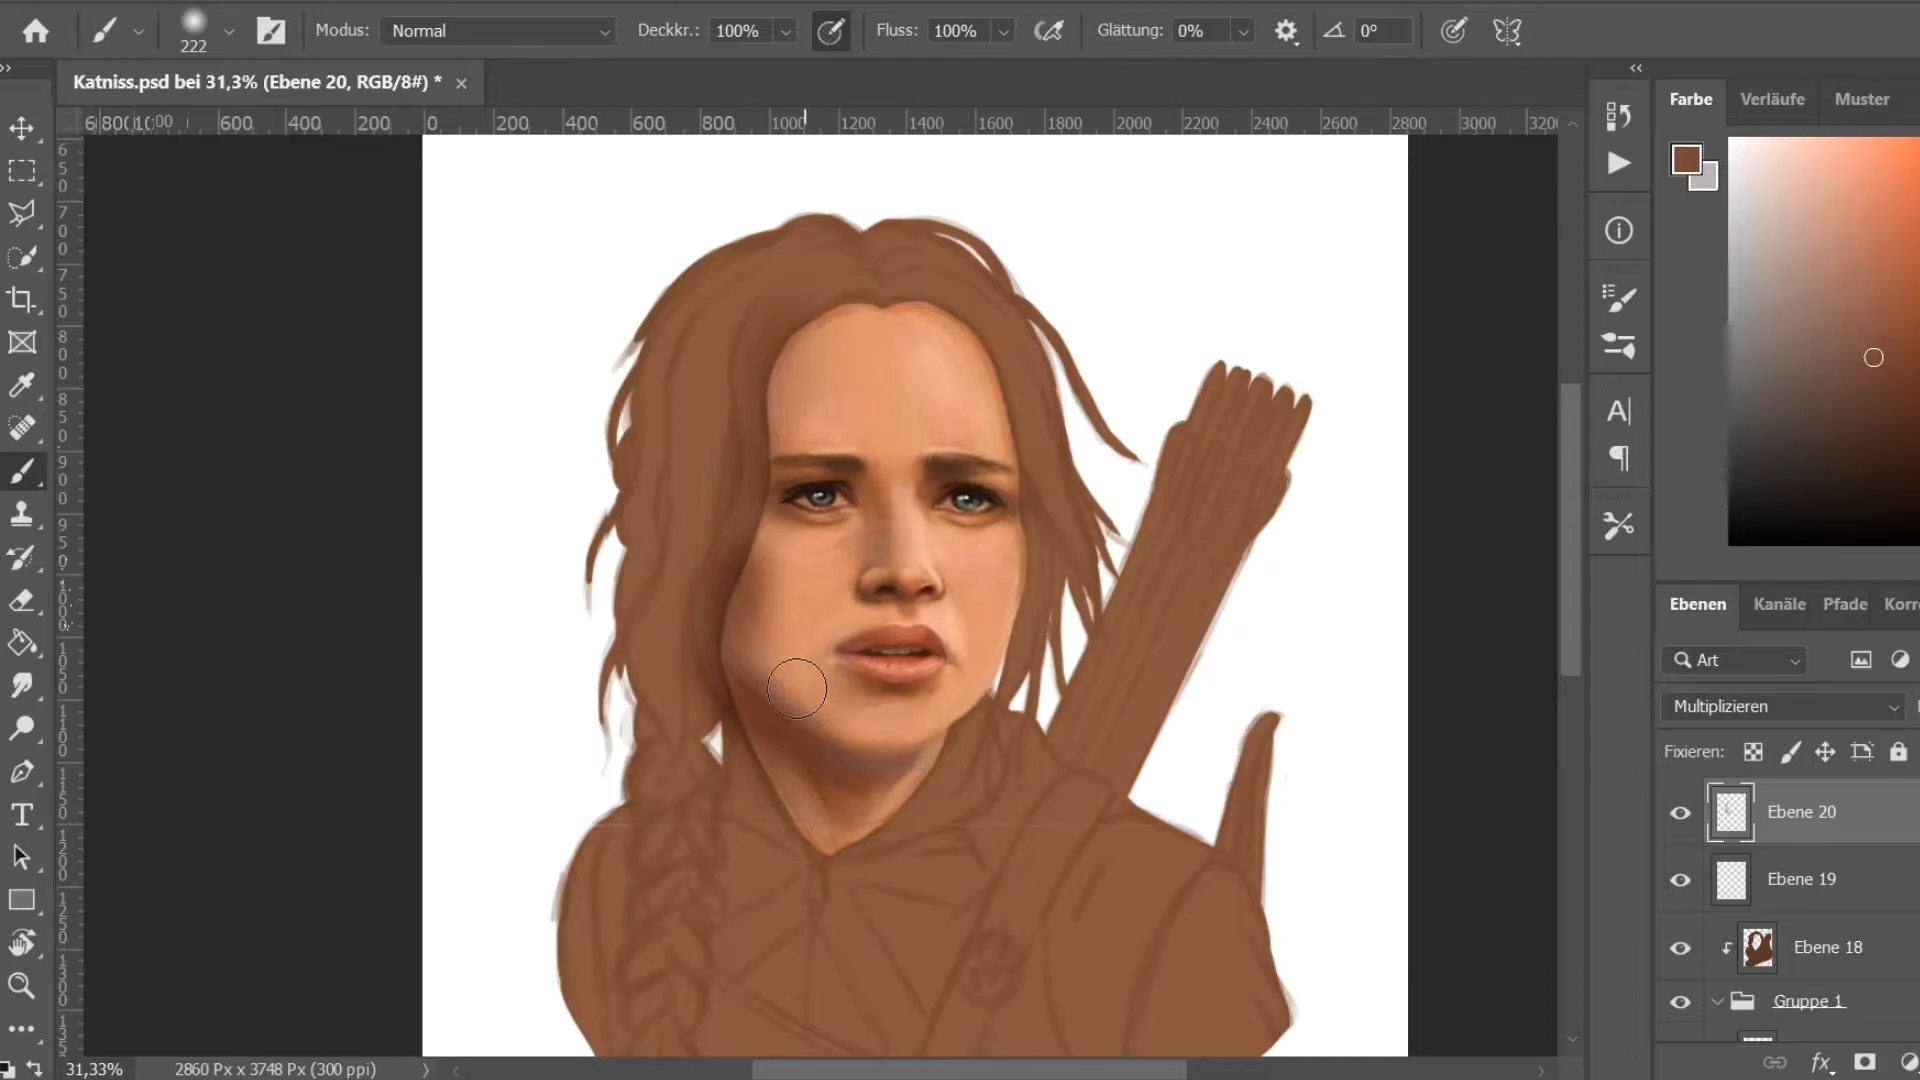 222
Modus: Normal Deckkr.: 100% Fluss: 100% Glättung: 0% 0°
Katniss.psd bei 31,3% (Ebene 20, RGB/8#) *
600 400 200 0 200 400 600 800 1000 1200 1400 1600 1800 2000 2200 2400 2600 2800 3000
Farbe Verläufe Muster
Ebenen Kanäle Pfade Korre
Art
Multiplizieren
Fixieren:
Ebene 20
Ebene 19
Ebene 18
Gruppe 1
fx
31,33% 2860 Px x 3748 Px (300 ppi)